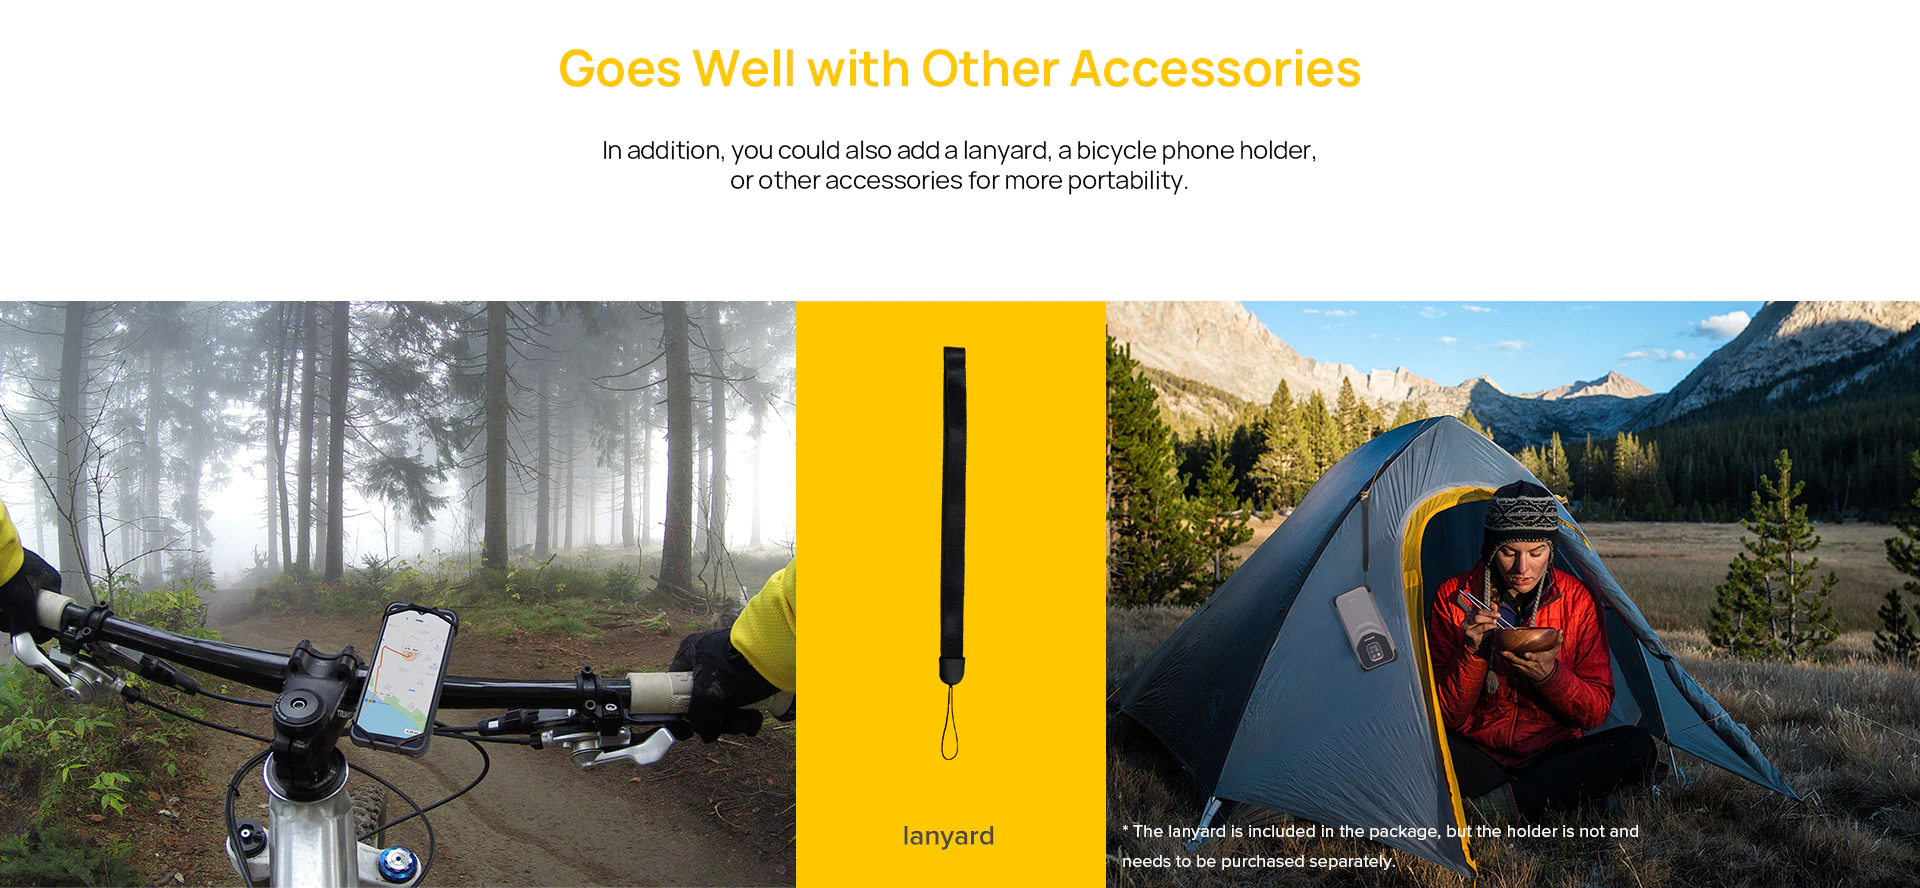 Goes Well with Other Accessories
In addition, you could also add a lanyard, a bicycle phone holder,
or other accessories for more portability.
lanyard
* The lanyard is included in the package, but the holder is not and
needs to be purchased separately.